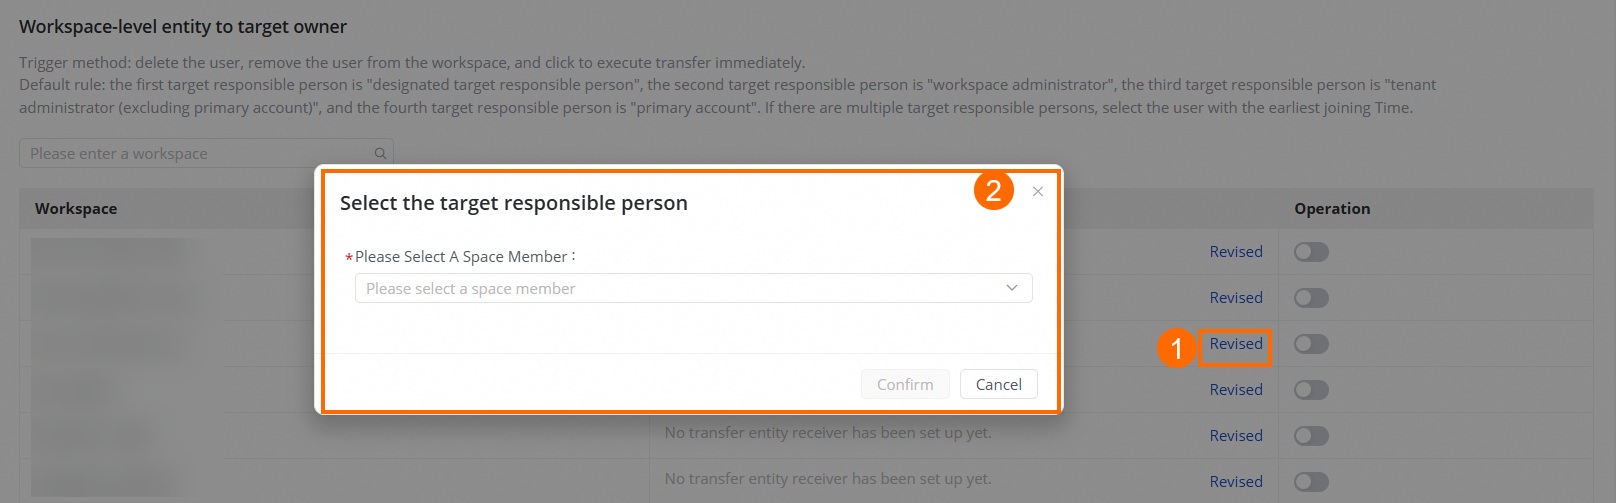 Workspace-level entity to target owner
Trigger method: delete the user, remove the user from the workspace, and click to execute transfer immediately.
Default rule: the first target responsible person is "designated target responsible person", the second target responsible person is "workspace administrator", the third target responsible person is "tenant
administrator (excluding primary account)", and the fourth target responsible person is "primary account". If there are multiple target responsible persons, select the user with the earliest joining Time.
Please enter a workspace
Workspace
Operation
Select the target responsible person
2
*Please Select A Space Member :
Please select a space member
Confirm
Cancel
Revised
Revised
1
Revised
Revised
No transfer entity receiver has been set up yet.
Revised
No transfer entity receiver has been set up yet.
Revised